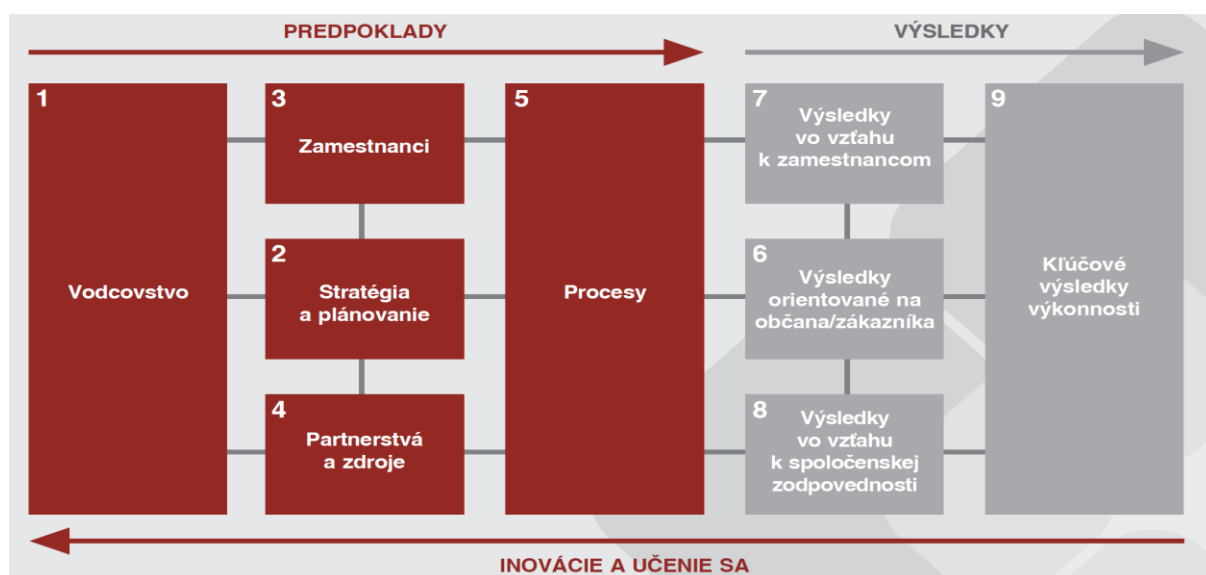 PREDPOKLADY
VÝSLEDKY
1
Vodcovstvo
3
Zamestnanci
2
Stratégia
a plánovanie
4
Partnerstvá
a zdroje
5
Procesy
7
Výsledky
vo vzťahu
k zamestnancom
6
Výsledky
orientované na
občana/zákazníka
8
Výsledky
vo vzťahu
k spoločenskej
zodpovednosti
9
Kľúčové
výsledky
výkonnosti
INOVÁCIE A UČENIE SA